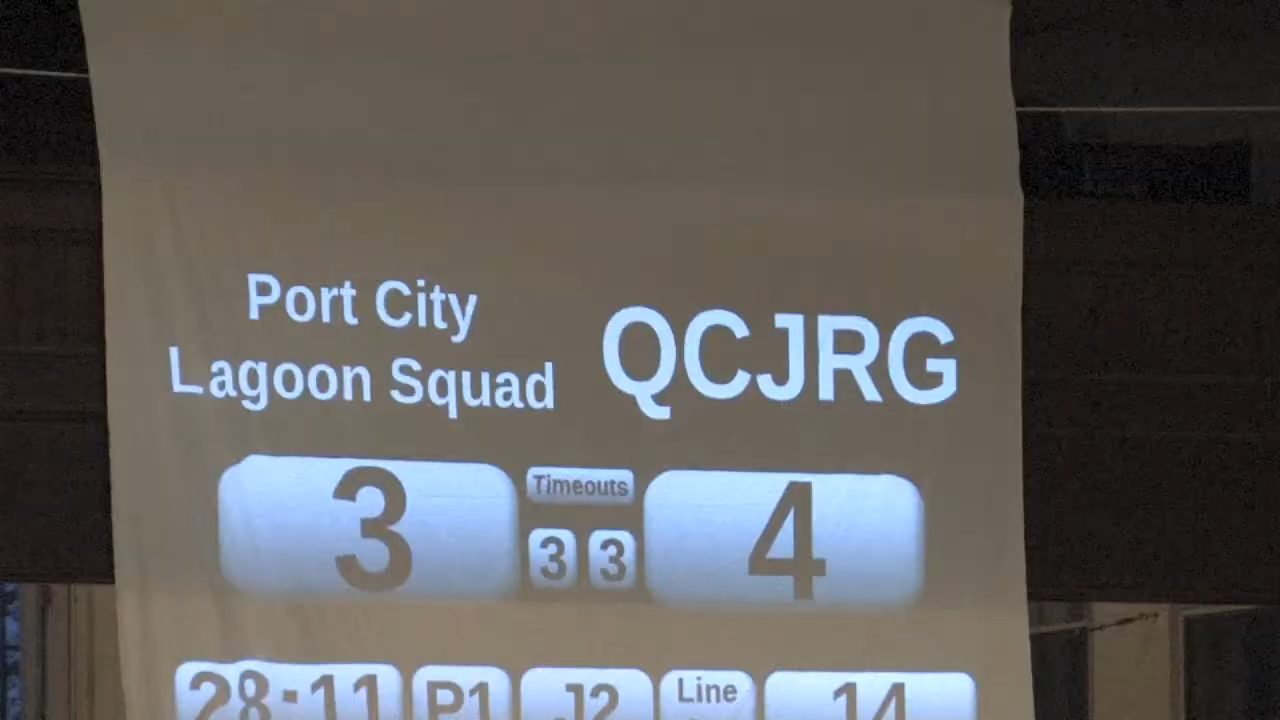 Port City
Lagoon Squad
QCJRG
3
Timeouts
3 3
4
28:11 P1 J2 Line 14